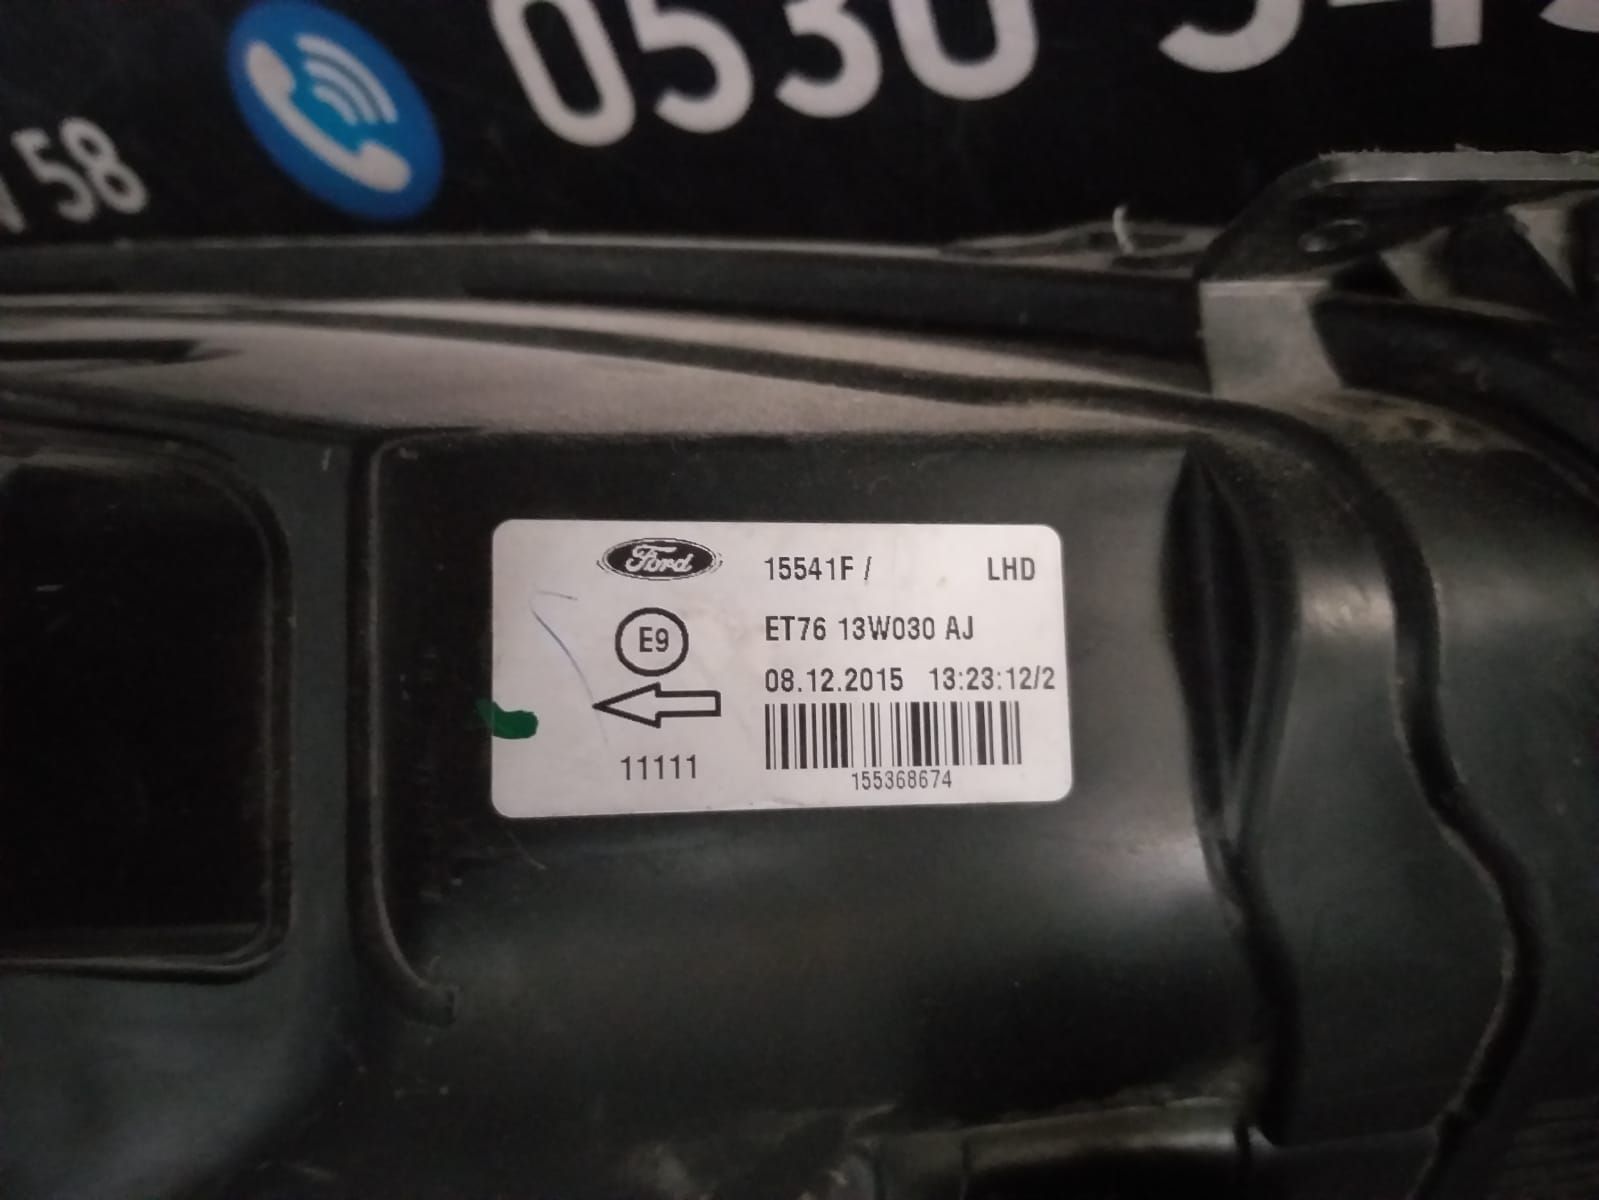 0530
58
Ford
15541F / LHD
E9
ET76 13W030 AJ
08.12.2015 13:23:12/2
11111
155368674